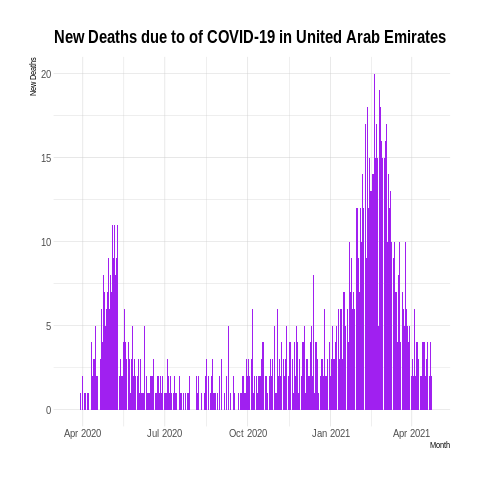 New Deaths due to of COVID-19 in United Arab Emirates
New Deaths
20
15
10
5
0
Apr 2020 Jul 2020 Oct 2020 Jan 2021 Apr 2021
Month